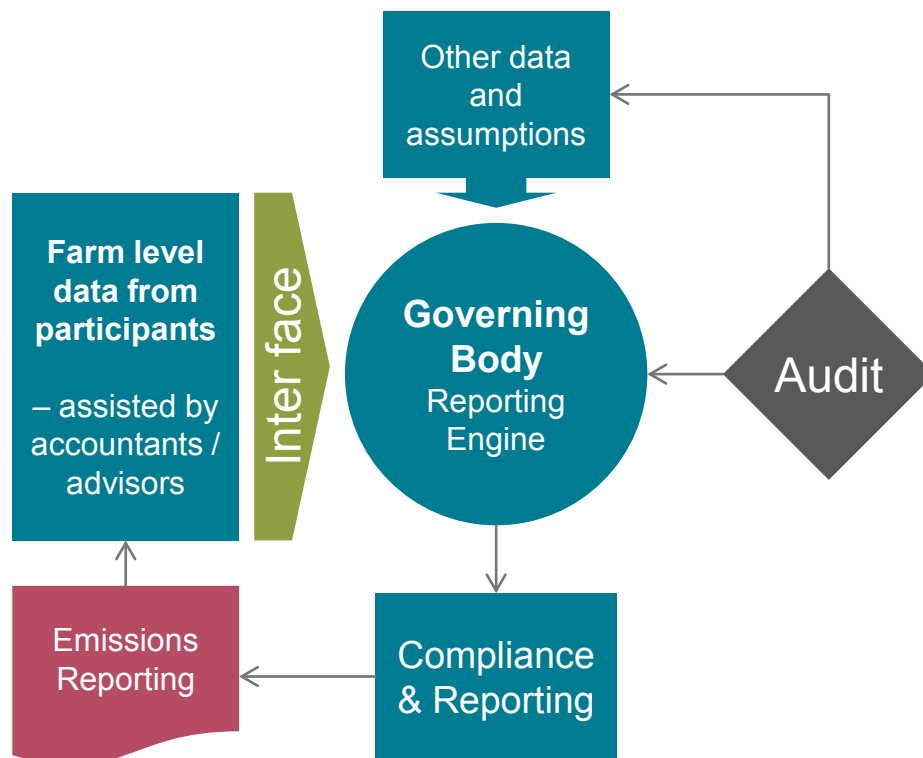 Other data
and
assumptions
Farm level
data from
participants
– assisted by
accountants /
advisors
Inter face
Governing
Body
Reporting
Engine
Audit
Emissions
Reporting
Compliance
& Reporting